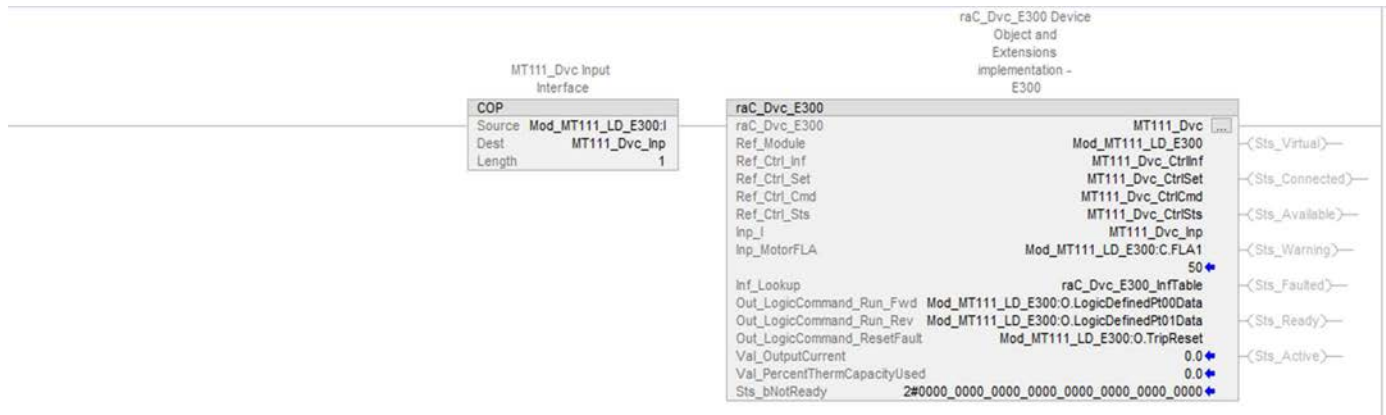 raC_Dvc_E300 Device
Object and
Extensions
implementation -
E300
MT111_Dvc Input
Interface
COP
Source Mod_MT111_LD_E300:I
Dest MT111_Dvc_Inp
Length 1
raC_Dvc_E300
raC_Dvc_E300 MT111_Dvc ...
Ref_Module Mod_MT111_LD_E300
Ref_Ctrl_Inf MT111_Dvc_CtrlInf
Ref_Ctrl_Set MT111_Dvc_CtrlSet
Ref_Ctrl_Cmd MT111_Dvc_CtrlCmd
Ref_Ctrl_Sts MT111_Dvc_CtrlSts
Inp_I MT111_Dvc_Inp
Inp_MotorFLA Mod_MT111_LD_E300:C.FLA1
50
Inf_Lookup raC_Dvc_E300_InfTable
Out_LogicCommand_Run_Fwd Mod_MT111_LD_E300:O.LogicDefinedPt00Data
Out_LogicCommand_Run_Rev Mod_MT111_LD_E300:O.LogicDefinedPt01Data
Out_LogicCommand_ResetFault Mod_MT111_LD_E300:O.TripReset
Val_OutputCurrent 0.0
Val_PercentThermCapacityUsed 0.0
Sts_bNotReady 2#0000_0000_0000_0000_0000_0000_0000_0000
Sts_Virtual
Sts_Connected
Sts_Available
Sts_Warning
Sts_Faulted
Sts_Ready
Sts_Active